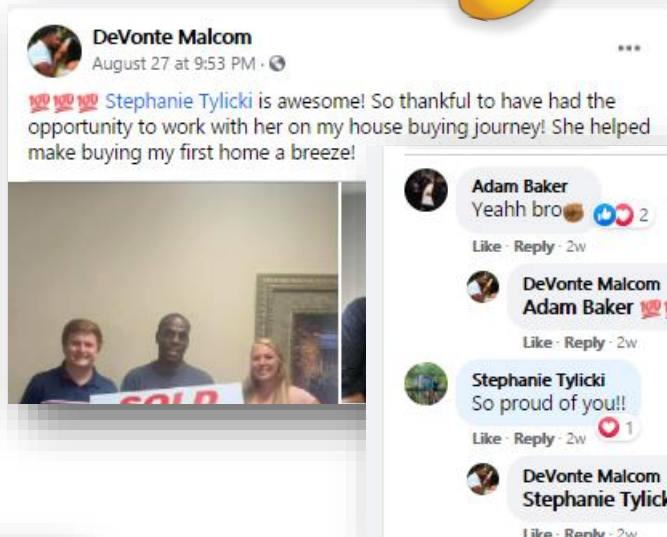 DeVonte Malcom
August 27 at 9:53 PM ·
💯💯💯 Stephanie Tylicki is awesome! So thankful to have had the
opportunity to work with her on my house buying journey! She helped
make buying my first home a breeze!
SOLD
Adam Baker
Yeahh bro✊🏾 2
Like · Reply · 2w
DeVonte Malcom
Adam Baker 💯
Like · Reply · 2w
Stephanie Tylicki
So proud of you!!
1
Like · Reply · 2w
DeVonte Malcom
Stephanie
Like · Reply · 2w